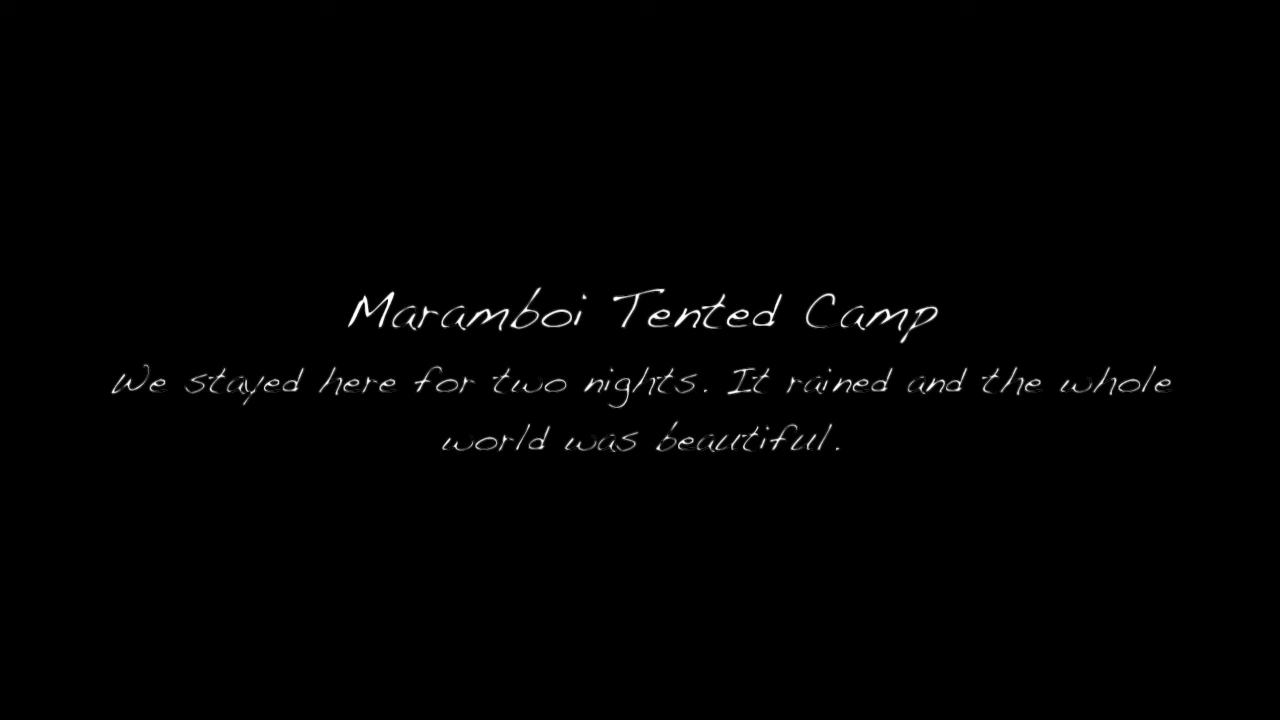 Maramboi Tented Camp
We stayed here for two nights. It rained and the whole
world was beautiful.